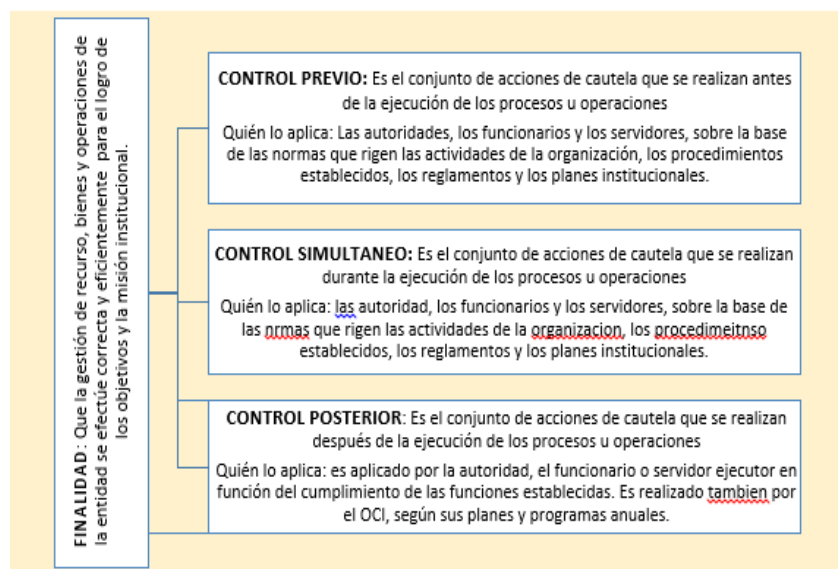 FINALIDAD: Que la gestión de recurso, bienes y operaciones de
la entidad se efectúe correcta y eficientemente para el logro de
los objetivos y la misión institucional.
CONTROL PREVIO: Es el conjunto de acciones de cautela que se realizan antes
de la ejecución de los procesos u operaciones
Quién lo aplica: Las autoridades, los funcionarios y los servidores, sobre la base
de las normas que rigen las actividades de la organización, los procedimientos
establecidos, los reglamentos y los planes institucionales.
CONTROL SIMULTANEO: Es el conjunto de acciones de cautela que se realizan
durante la ejecución de los procesos u operaciones
Quién lo aplica: las autoridad, los funcionarios y los servidores, sobre la base de
las nrmas que rigen las actividades de la organizacion, los procedimeitnso
establecidos, los reglamentos y los planes institucionales.
CONTROL POSTERIOR: Es el conjunto de acciones de cautela que se realizan
después de la ejecución de los procesos u operaciones
Quién lo aplica: es aplicado por la autoridad, el funcionario o servidor ejecutor en
función del cumplimiento de las funciones establecidas. Es realizado tambien por
el OCI, según sus planes y programas anuales.